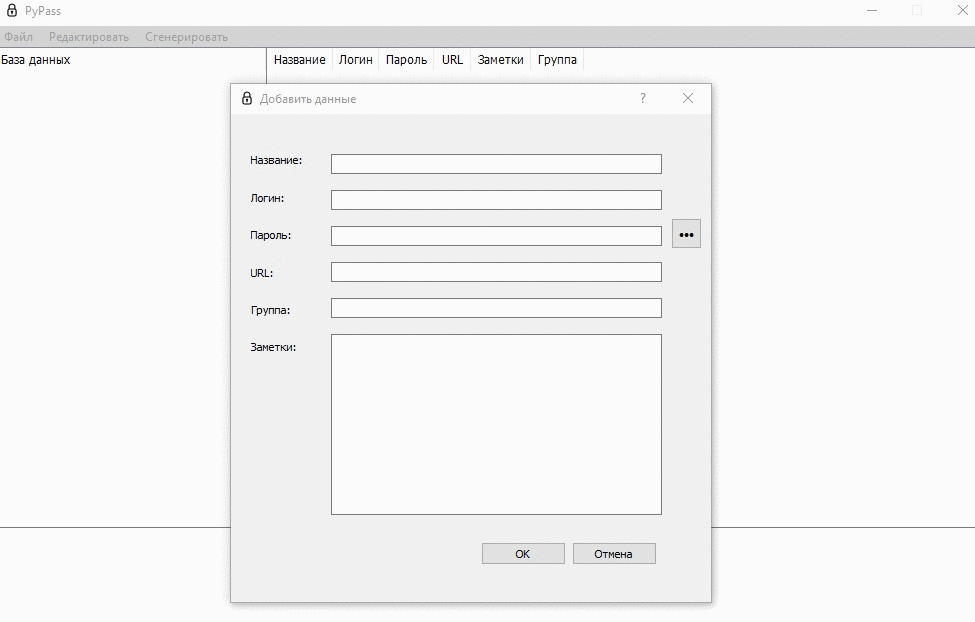 PyPass
Файл Редактировать Сгенерировать
База данных Название Логин Пароль URL Заметки Группа
Добавить данные ?
Название:
Логин:
Пароль: •••
URL:
Группа:
Заметки:
OK Отмена